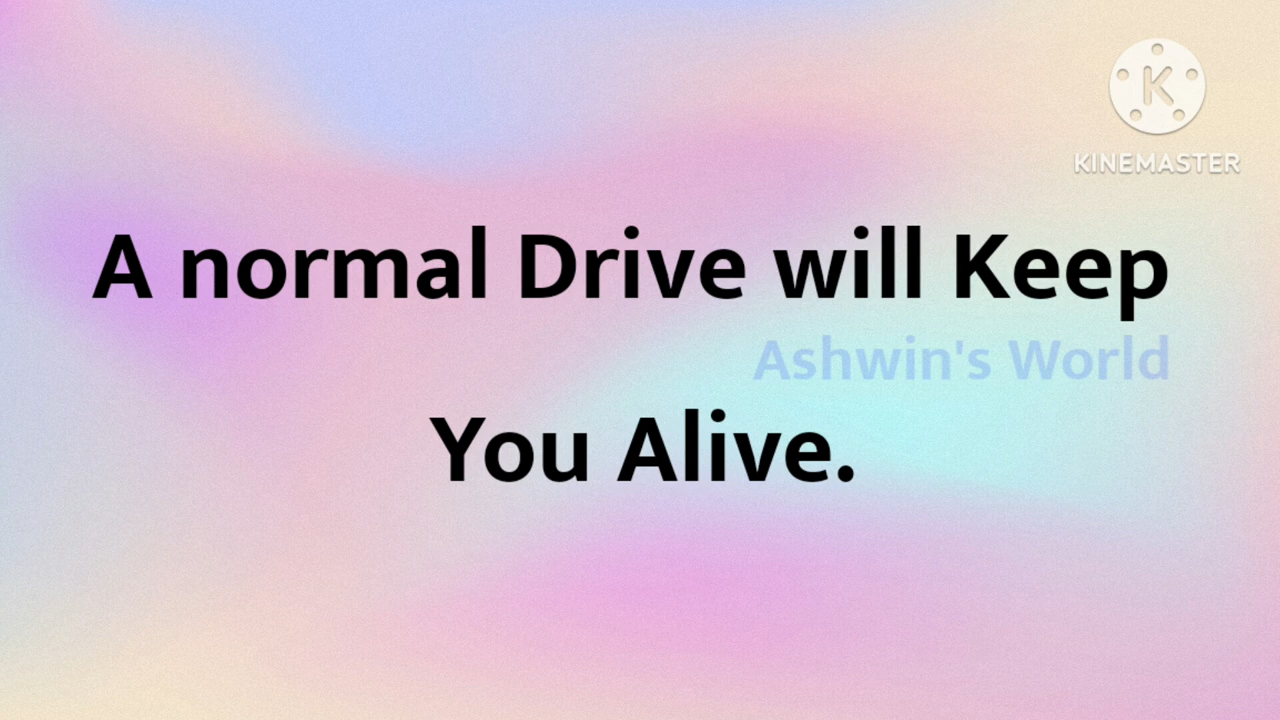 K
KINEMASTER
A normal Drive will Keep
Ashwin's World
You Alive.